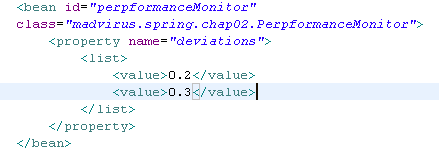 <bean id="perpformanceMonitor"
class="madvirus.spring.chap02.PerpformanceMonitor">
<property name="deviations">
<list>
<value>0.2</value>
<value>0.3</value>
</list>
</property>
</bean>